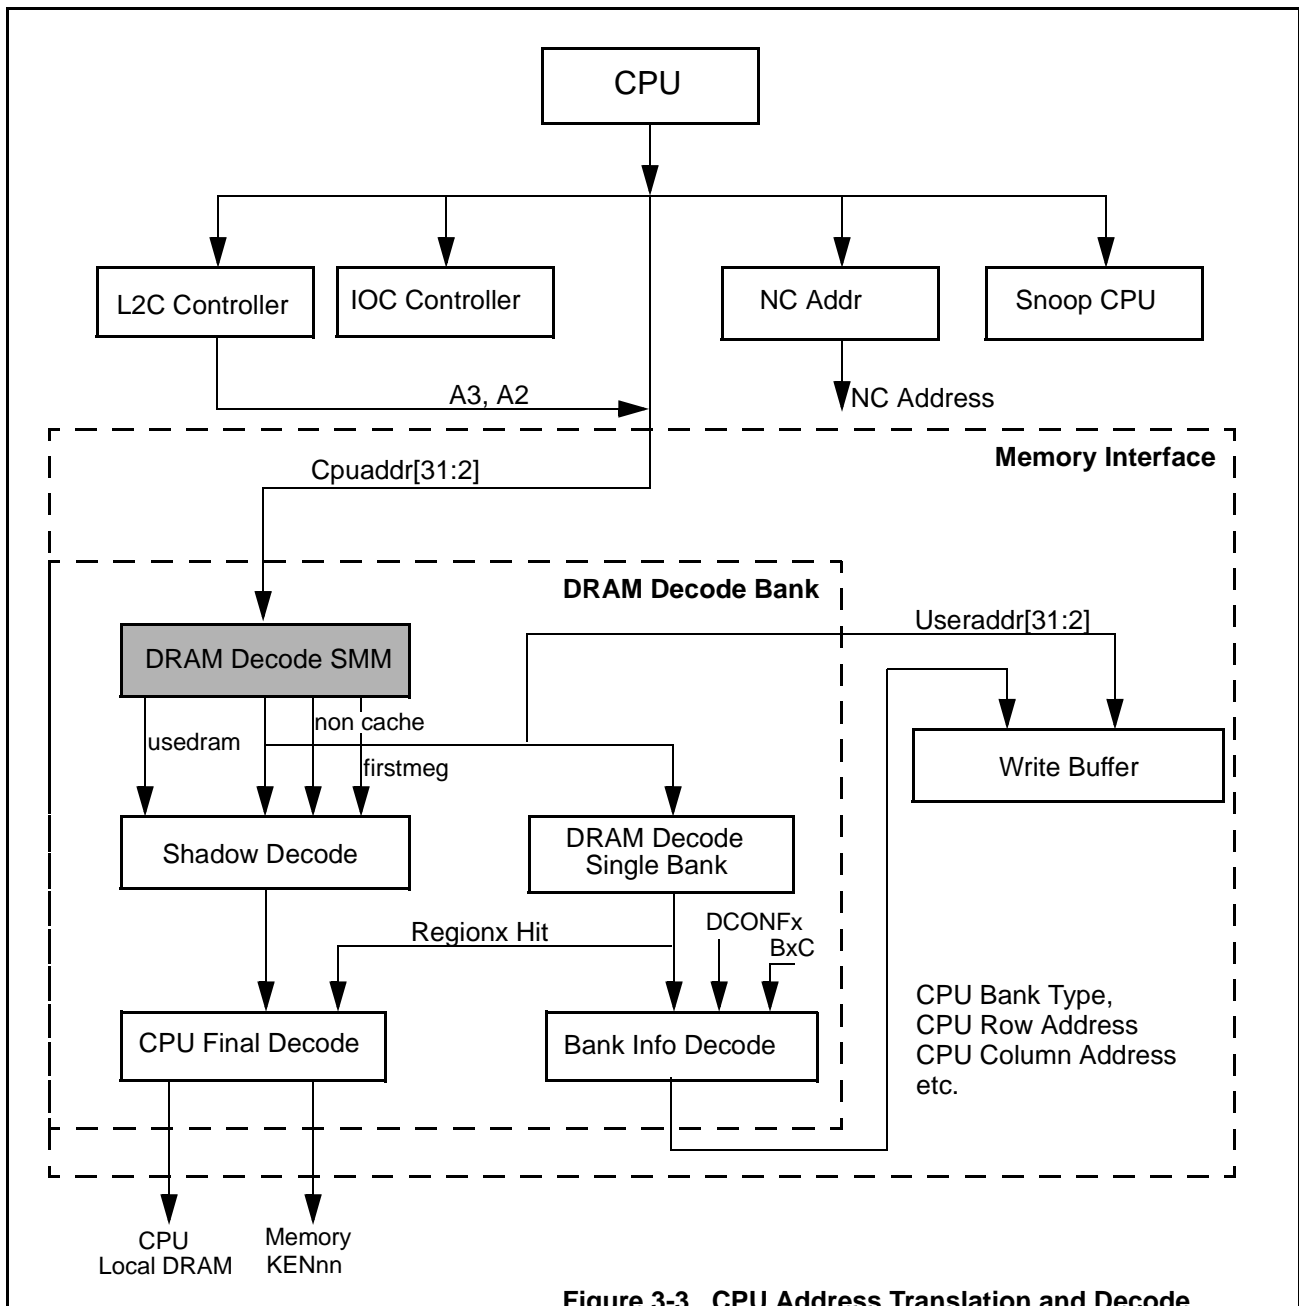 CPU
L2C Controller
IOC Controller
NC Addr
Snoop CPU
A3, A2
NC Address
Memory Interface
Cpuaddr[31:2]
DRAM Decode Bank
Useraddr[31:2]
DRAM Decode SMM
non cache
usedram
firstmeg
Write Buffer
Shadow Decode
DRAM Decode
Single Bank
DCONFx
Regionx Hit
BxC
CPU Bank Type,
CPU Row Address
CPU Column Address
etc.
CPU Final Decode
Bank Info Decode
CPU
Local DRAM
Memory
KENnn
Figure 3-3 CPU Address Translation and Decode